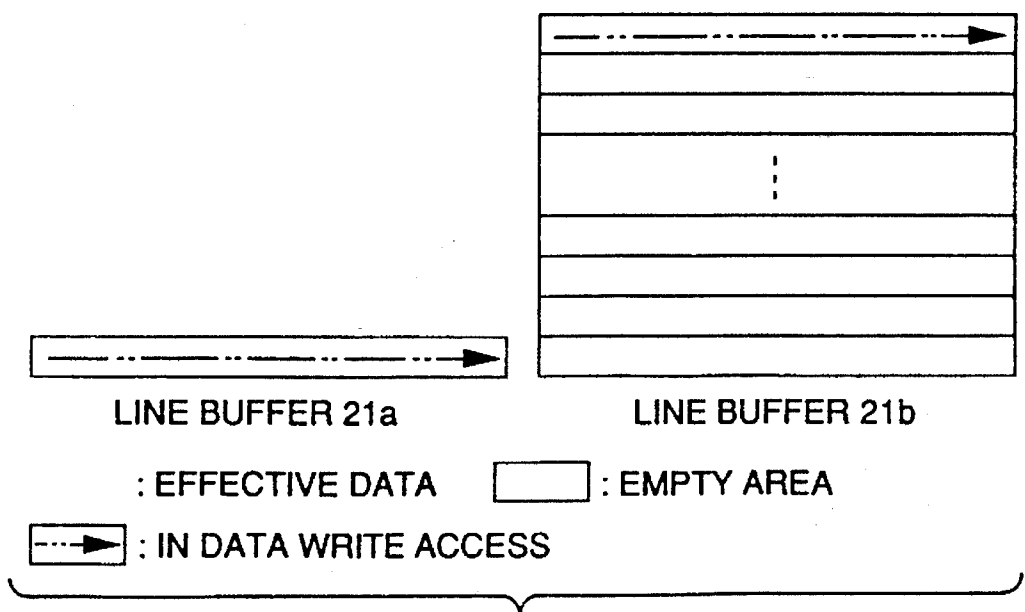 LINE BUFFER 21a
LINE BUFFER 21b
: EFFECTIVE DATA
: EMPTY AREA
: IN DATA WRITE ACCESS